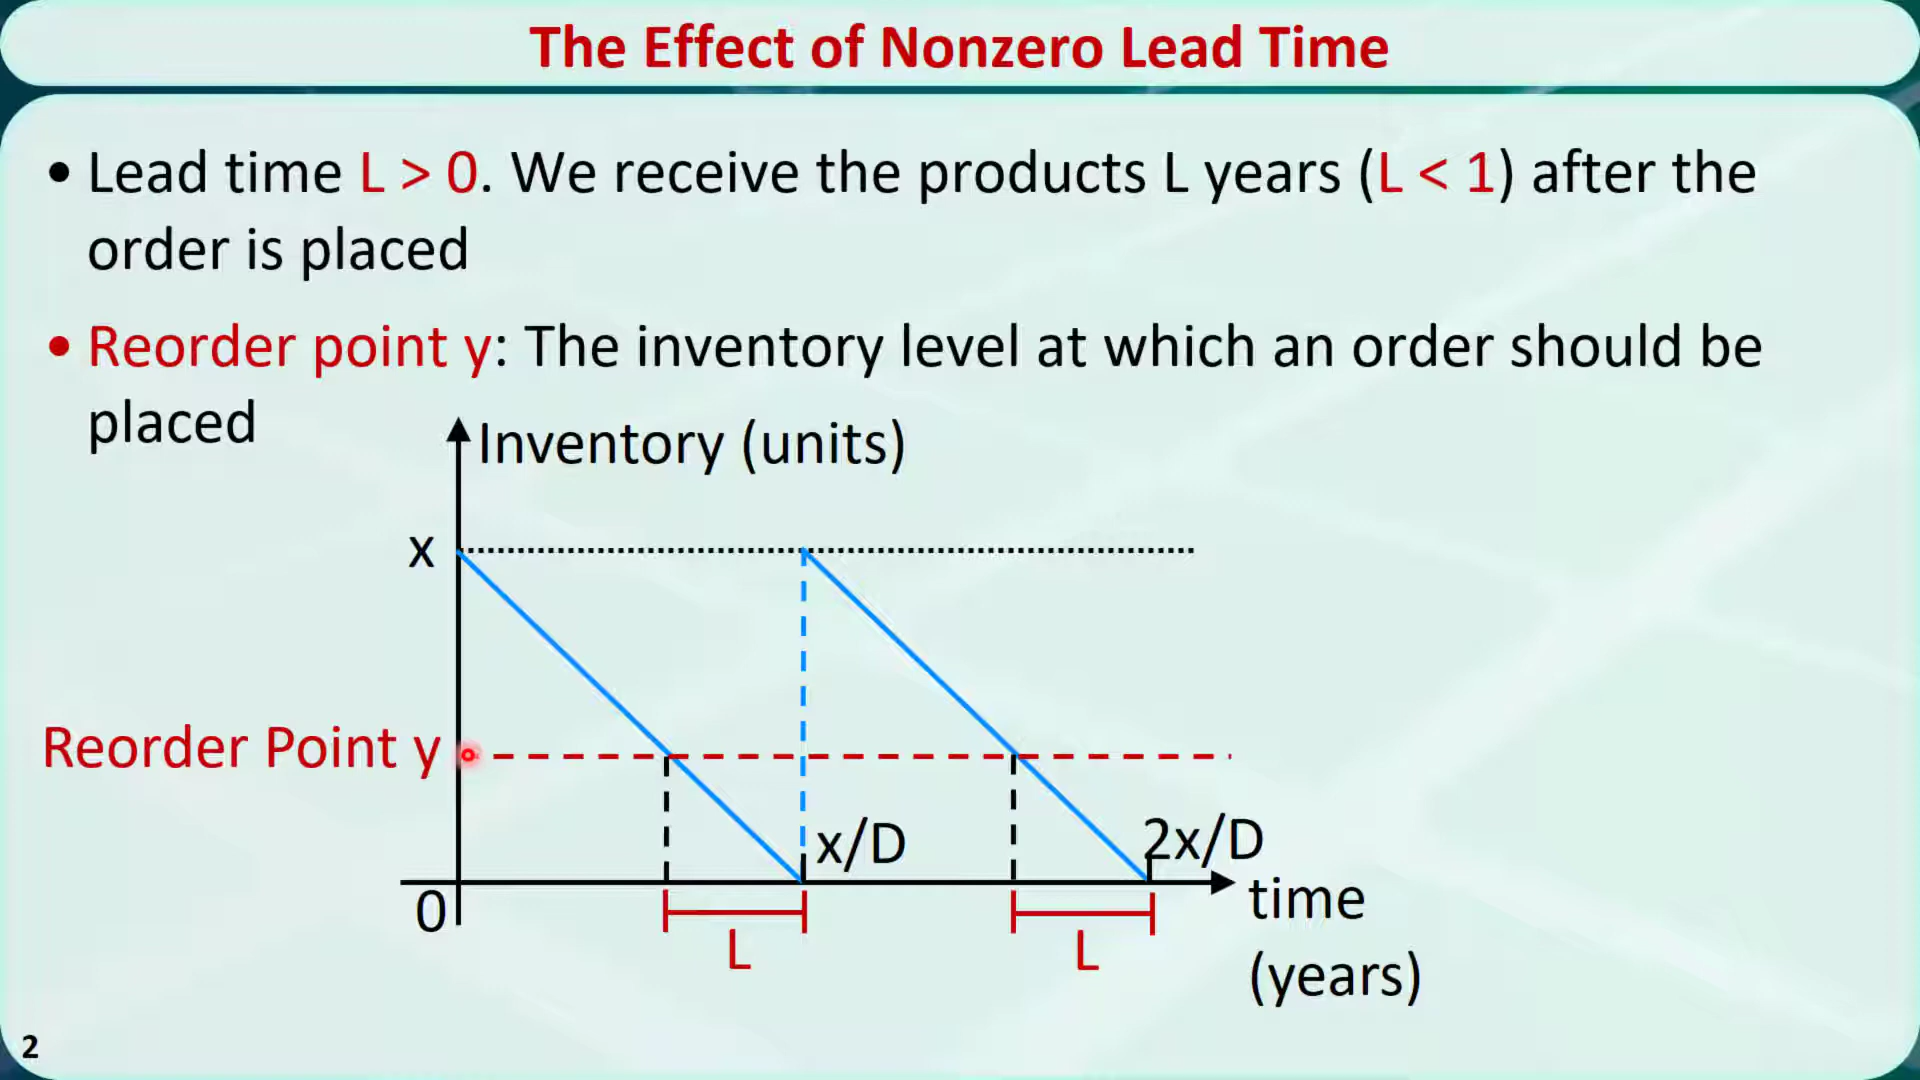 The Effect of Nonzero Lead Time
• Lead time L > 0. We receive the products L years (L < 1) after the
order is placed
• Reorder point y: The inventory level at which an order should be
placed
Inventory (units)
x
Reorder Point y
x/D
2x/D
0
time
(years)
L
L
2